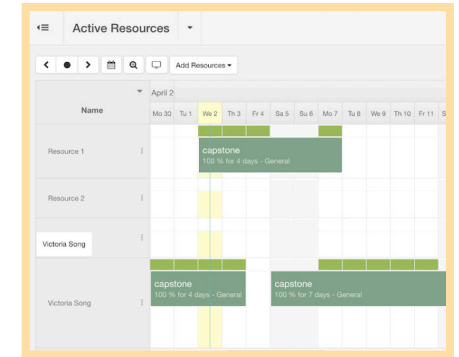 Active Resources
Add Resources
April 2
Name
Mo 30 Tu 1 We 2 Th 3 Fr 4 Sa 5 Su 6 Mo 7 Tu 8 We 9 Th 10 Fr 11 S
Resource 1
capstone
100 % for 4 days - General
Resource 2
Victoria Song
capstone
100 % for 4 days - General
capstone
100 % for 7 days - General
Victoria Song